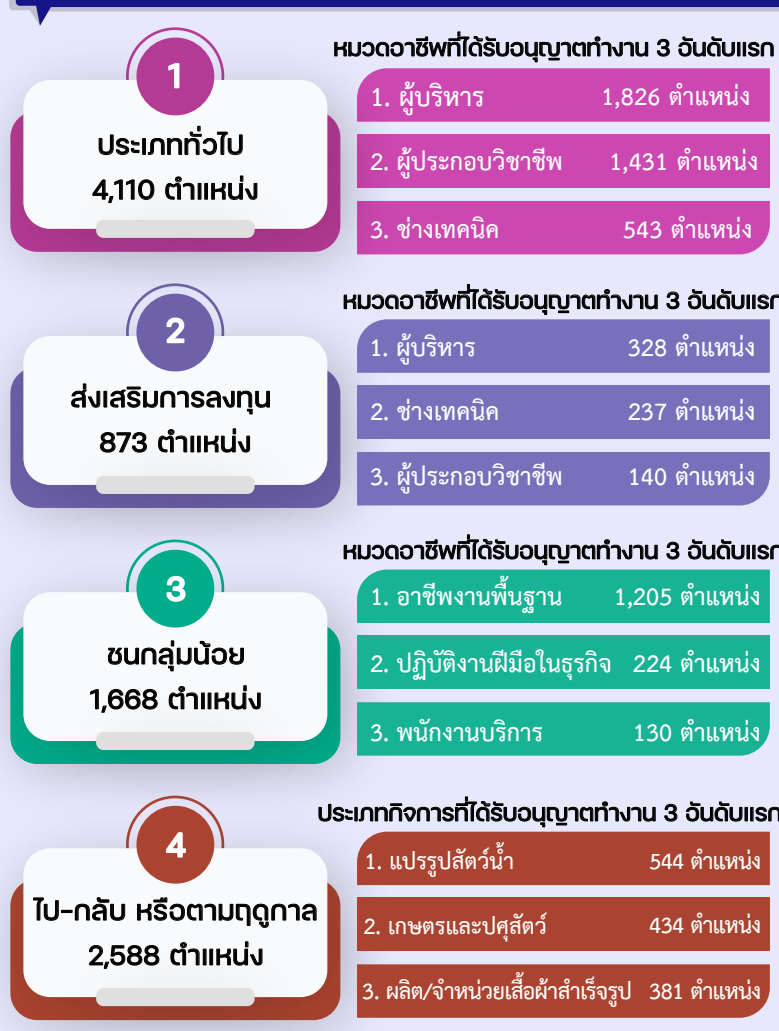 1
ประเภททั่วไป
4,110 ตำแหน่ง
หมวดอาชีพที่ได้รับอนุญาตทำงาน 3 อันดับแรก
1. ผู้บริหาร 1,826 ตำแหน่ง
2. ผู้ประกอบวิชาชีพ 1,431 ตำแหน่ง
3. ช่างเทคนิค 543 ตำแหน่ง
2
ส่งเสริมการลงทุน
873 ตำแหน่ง
หมวดอาชีพที่ได้รับอนุญาตทำงาน 3 อันดับแรก
1. ผู้บริหาร 328 ตำแหน่ง
2. ช่างเทคนิค 237 ตำแหน่ง
3. ผู้ประกอบวิชาชีพ 140 ตำแหน่ง
3
ชนกลุ่มน้อย
1,668 ตำแหน่ง
หมวดอาชีพที่ได้รับอนุญาตทำงาน 3 อันดับแรก
1. อาชีพงานพื้นฐาน 1,205 ตำแหน่ง
2. ปฏิบัติงานฝีมือในธุรกิจ 224 ตำแหน่ง
3. พนักงานบริการ 130 ตำแหน่ง
4
ไป-กลับ หรือตามฤดูกาล
2,588 ตำแหน่ง
ประเภทกิจการที่ได้รับอนุญาตทำงาน 3 อันดับแรก
1. แปรรูปสัตว์น้ำ 544 ตำแหน่ง
2. เกษตรและปศุสัตว์ 434 ตำแหน่ง
3. ผลิต/จำหน่วยเสื้อผ้าสำเร็จรูป 381 ตำแหน่ง